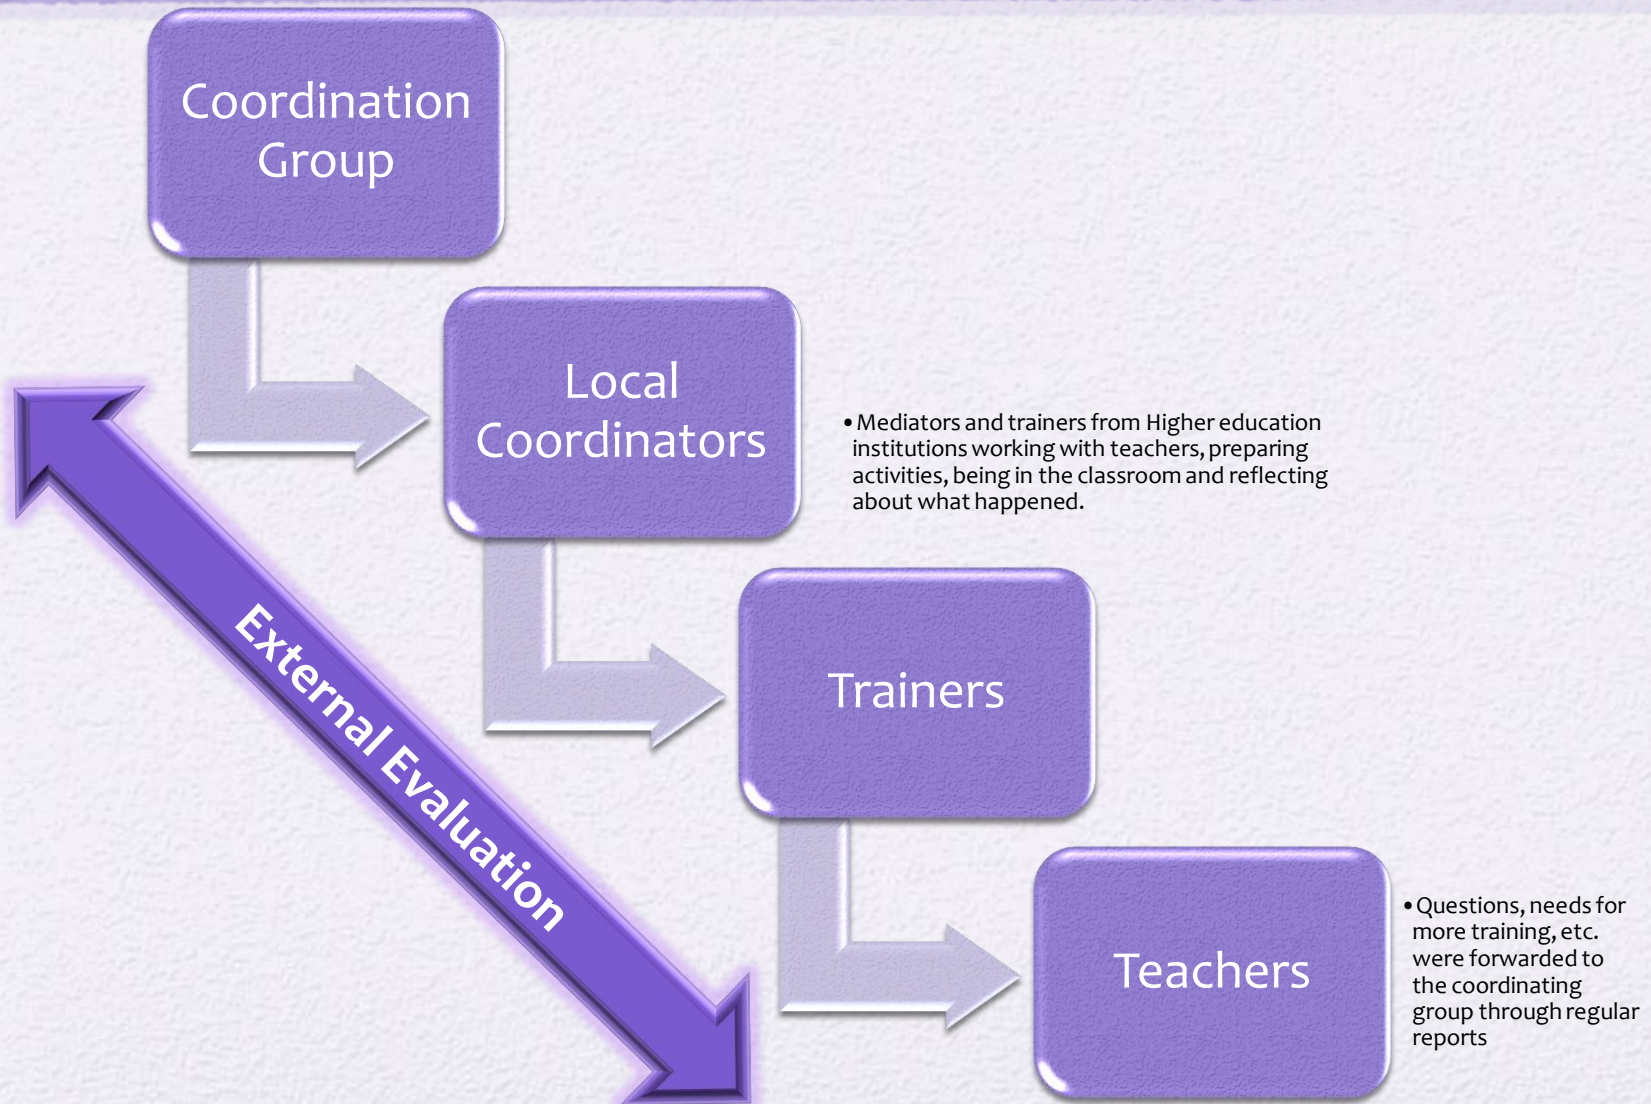 Coordination
Group
Local
Coordinators
•Mediators and trainers from Higher education
institutions working with teachers, preparing
activities, being in the classroom and reflecting
about what happened.
External Evaluation
Trainers
Teachers
•Questions, needs for
more training, etc.
were forwarded to
the coordinating
group through regular
reports